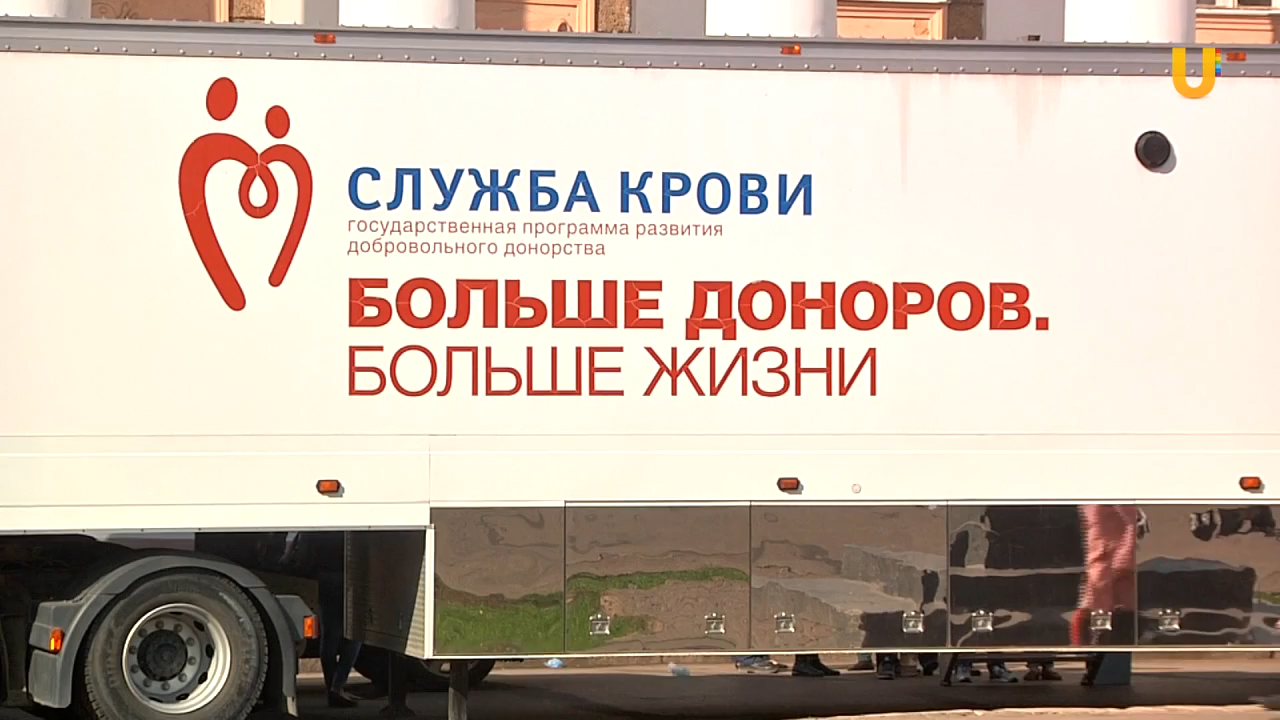 U
СЛУЖБА КРОВИ
государственная программа развития
добровольного донорства
БОЛЬШЕ ДОНОРОВ.
БОЛЬШЕ ЖИЗНИ